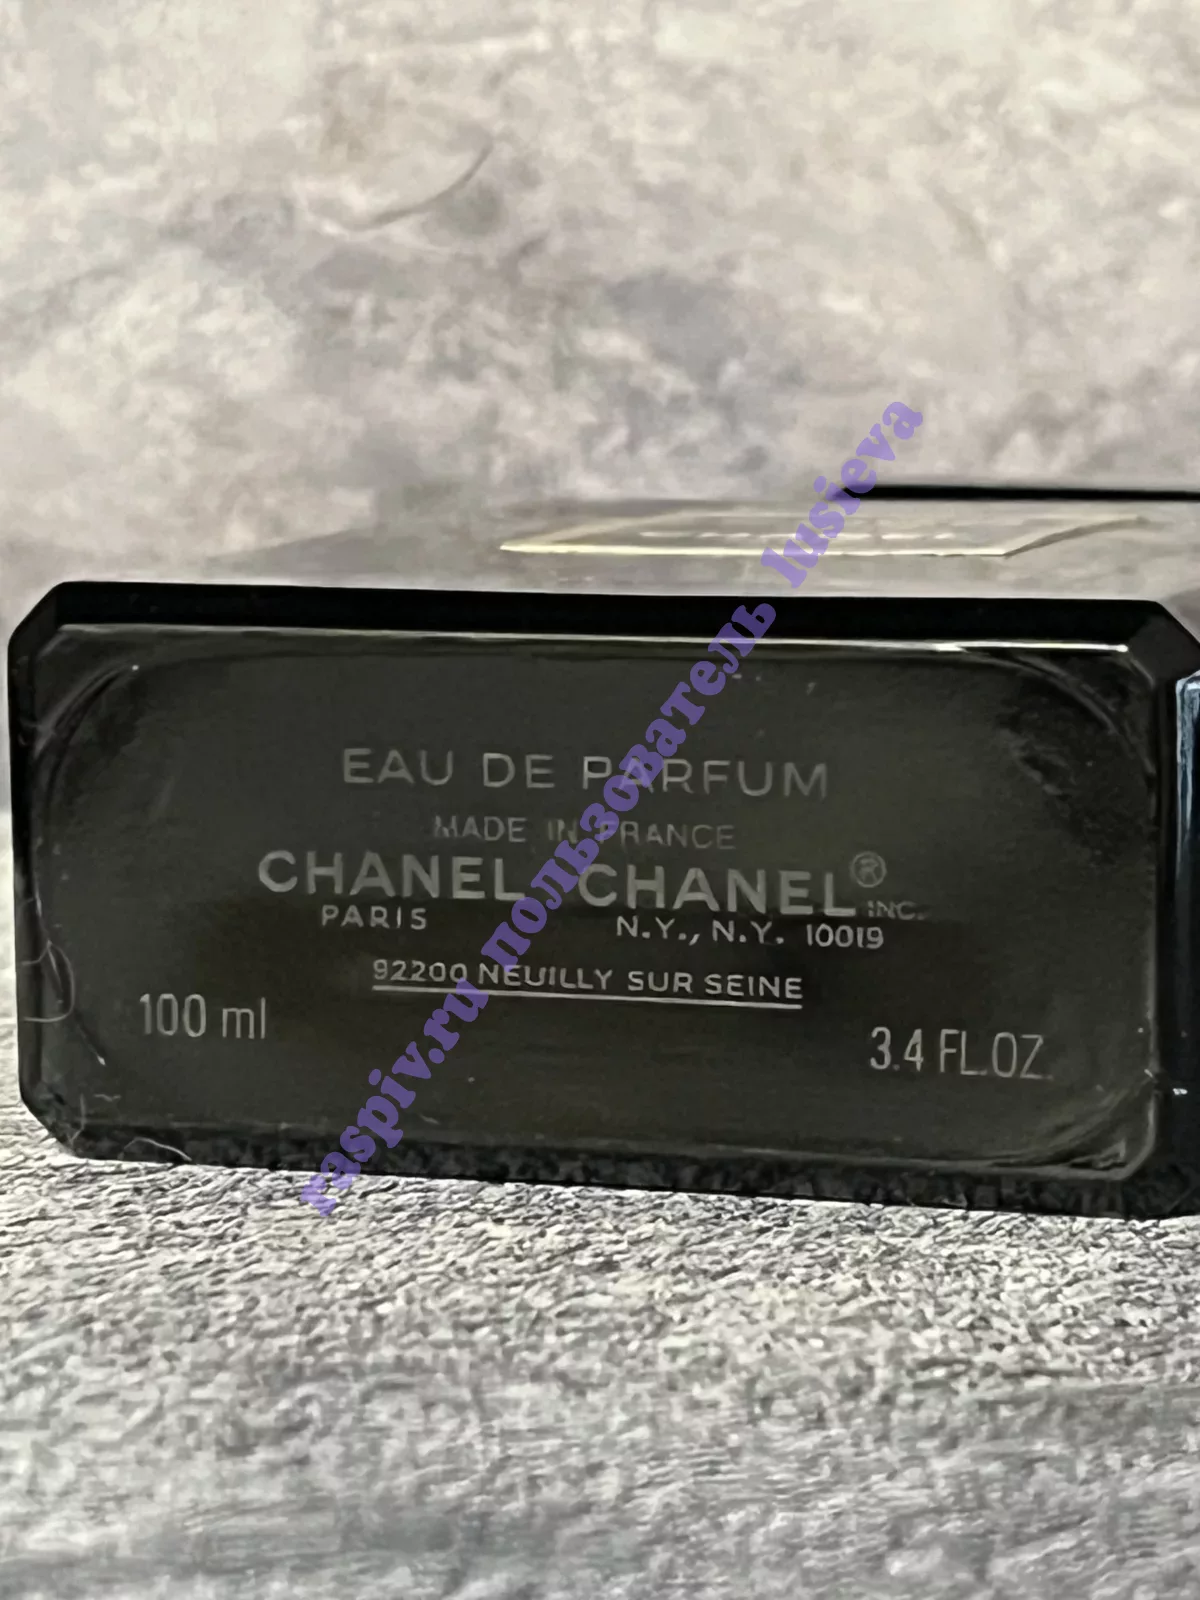 EAU DE PARFUM
MADE IN FRANCE
CHANEL CHANEL® INC.
PARIS N.Y., N.Y. 10019
92200 NEUILLY SUR SEINE
100 ml 3.4 FL.OZ.
raspiv.ru пользователь lusieva